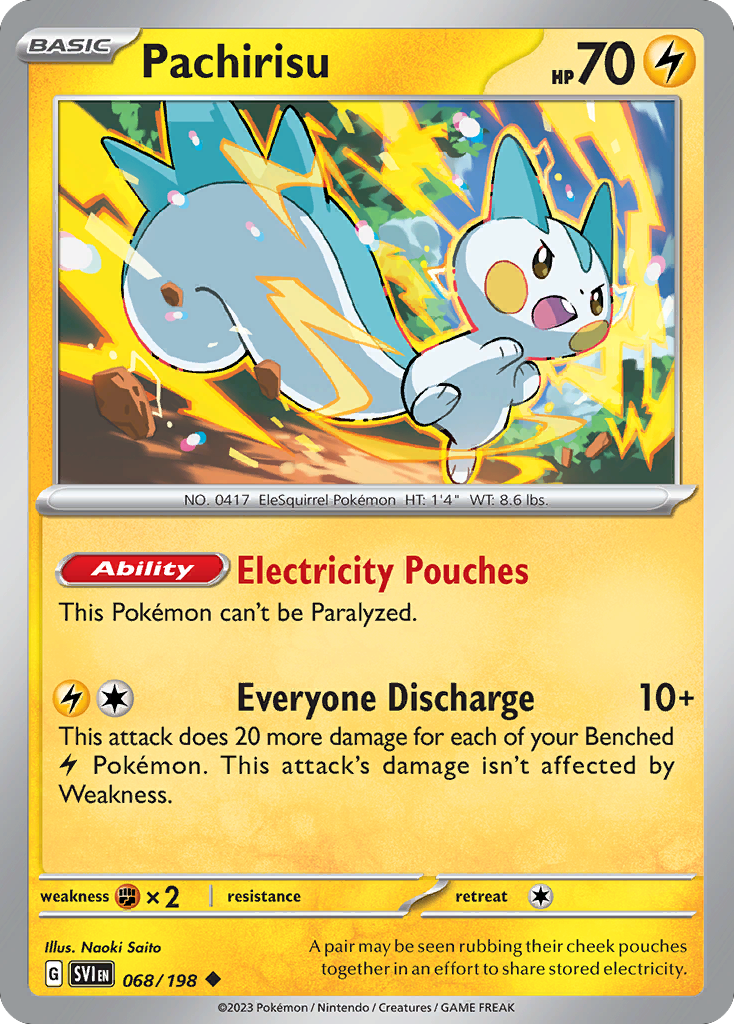 BASIC
Pachirisu
HP 70
NO. 0417 EleSquirrel Pokémon HT: 1'4" WT: 8.6 lbs.
Ability Electricity Pouches
This Pokémon can't be Paralyzed.
Everyone Discharge 10+
This attack does 20 more damage for each of your Benched
Pokémon. This attack's damage isn't affected by
Weakness.
weakness ×2 resistance retreat
Illus. Naoki Saito
G SVI EN 068/198
A pair may be seen rubbing their cheek pouches
together in an effort to share stored electricity.
©2023 Pokémon / Nintendo / Creatures / GAME FREAK